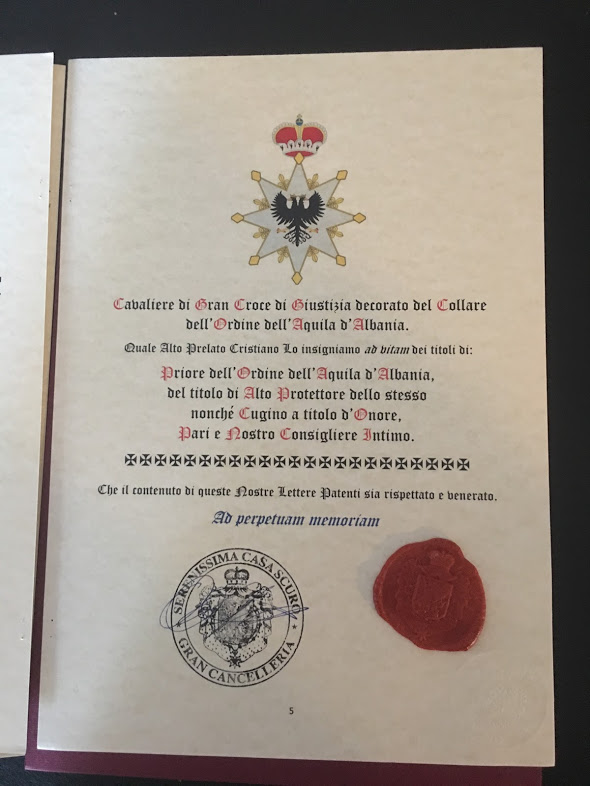 Cavaliere di Gran Croce di Giustizia decorato del Collare
dell'Ordine dell'Aquila d'Albania.
Quale Alto Prelato Cristiano Lo insigniamo ad vitam dei titoli di:
Priore dell'Ordine dell'Aquila d'Albania,
del titolo di Alto Protettore dello stesso
nonché Cugino a titolo d'Onore,
Pari e Nostro Consigliere Intimo.
Che il contenuto di queste Nostre Lettere Patenti sia rispettato e venerato.
Ad perpetuam memoriam
SERENISSIMA CASA SCURO
GRAN CANCELLERIA
5